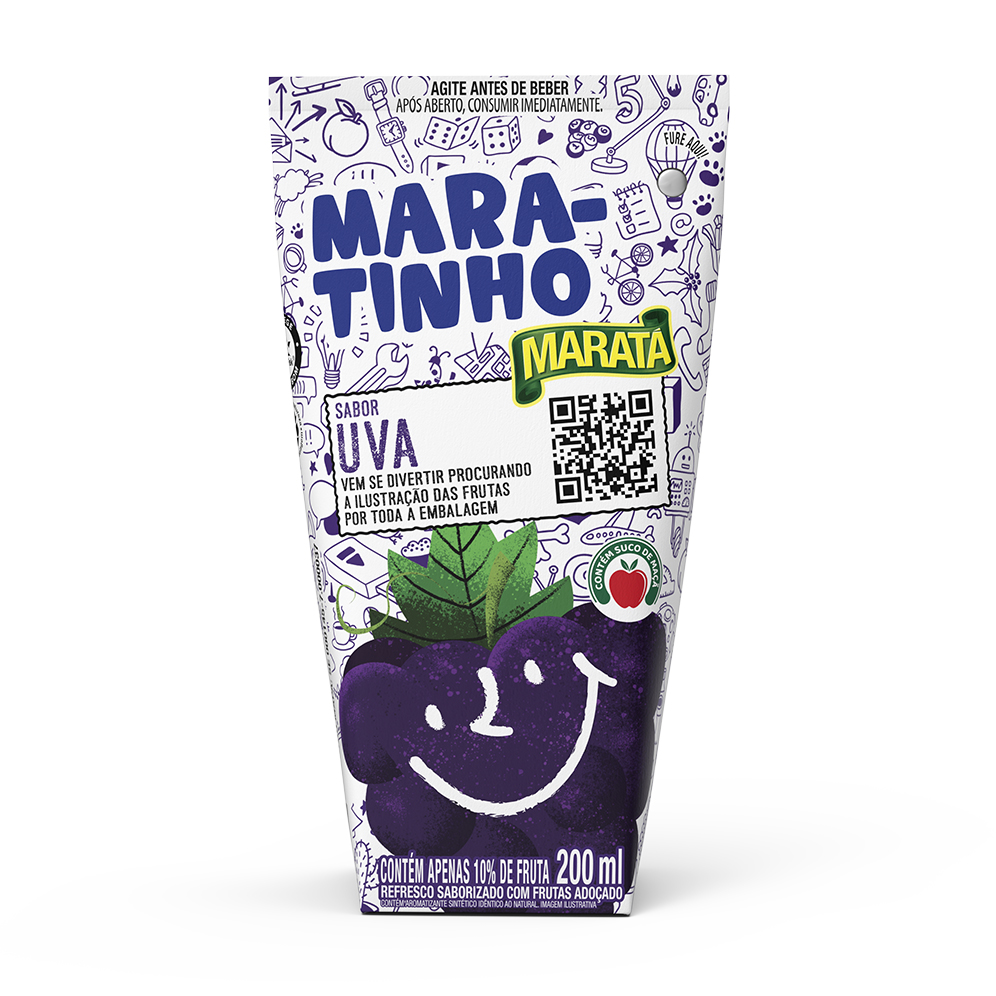 AGITE ANTES DE BEBER
APÓS ABERTO, CONSUMIR IMEDIATAMENTE.
FURE AQUI!
MARA-
TINHO
MARATÁ
SABOR
UVA
VEM SE DIVERTIR PROCURANDO
A ILUSTRAÇÃO DAS FRUTAS
POR TODA A EMBALAGEM
CONTÉM SUCO DE MAÇÃ
CONTÉM APENAS 10% DE FRUTA 200 ml
REFRESCO SABORIZADO COM FRUTAS ADOÇADO
CONTÉM AROMATIZANTE SINTÉTICO IDÊNTICO AO NATURAL. IMAGEM ILUSTRATIVA